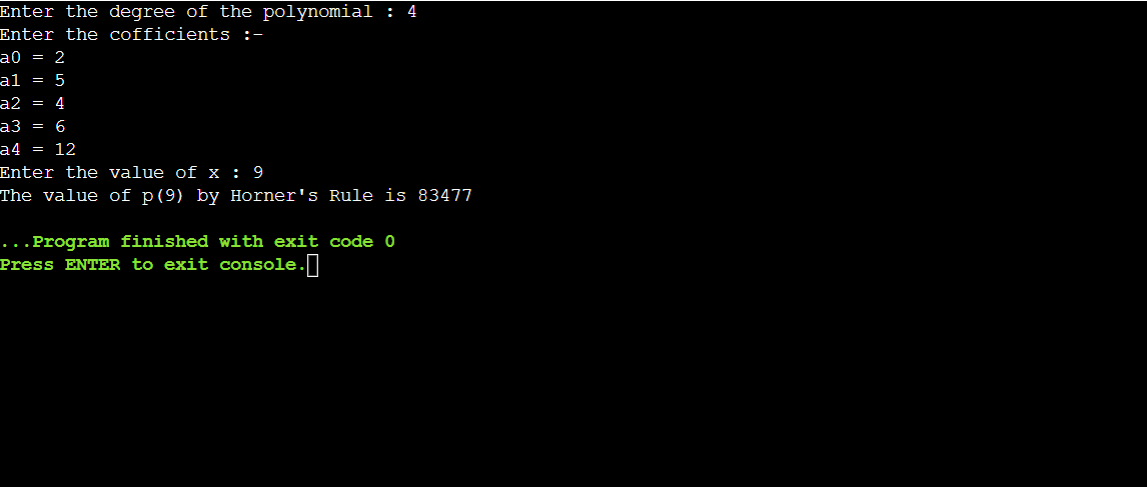 Enter the degree of the polynomial : 4
Enter the cofficients :-
a0 = 2
a1 = 5
a2 = 4
a3 = 6
a4 = 12
Enter the value of x : 9
The value of p(9) by Horner's Rule is 83477
...Program finished with exit code 0
Press ENTER to exit console.